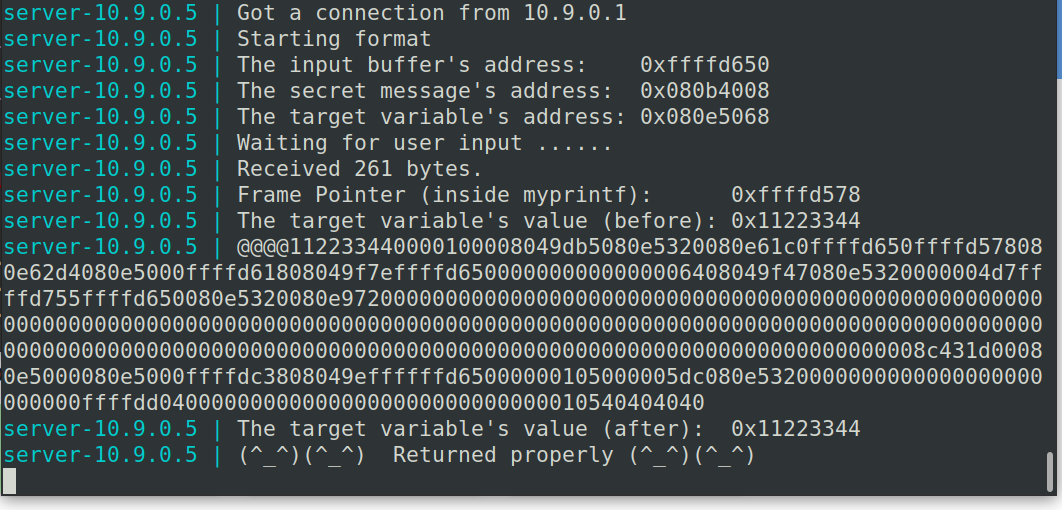 server-10.9.0.5 | Got a connection from 10.9.0.1
server-10.9.0.5 | Starting format
server-10.9.0.5 | The input buffer's address:    0xffffd650
server-10.9.0.5 | The secret message's address:  0x080b4008
server-10.9.0.5 | The target variable's address: 0x080e5068
server-10.9.0.5 | Waiting for user input ......
server-10.9.0.5 | Received 261 bytes.
server-10.9.0.5 | Frame Pointer (inside myprintf):      0xffffd578
server-10.9.0.5 | The target variable's value (before): 0x11223344
server-10.9.0.5 | @@@@112233440000100008049db5080e5320080e61c0ffffd650ffffd57808
0e62d4080e5000ffffd61808049f7effffd6500000000000000006408049f47080e5320000004d7ff
ffd755ffffd650080e5320080e972000000000000000000000000000000000000000000000000000
00000000000000000000000000000000000000000000000000000000000000000000000000000000
0000000000000000000000000000000000000000000000000000000000000000000008c431d0008
0e5000080e5000ffffdc3808049effffffd65000000105000005dc080e5320000000000000000000
000000ffffdd040000000000000000000000000000010540404040
server-10.9.0.5 | The target variable's value (after):  0x11223344
server-10.9.0.5 | (^_^)(^_^)  Returned properly (^_^)(^_^)